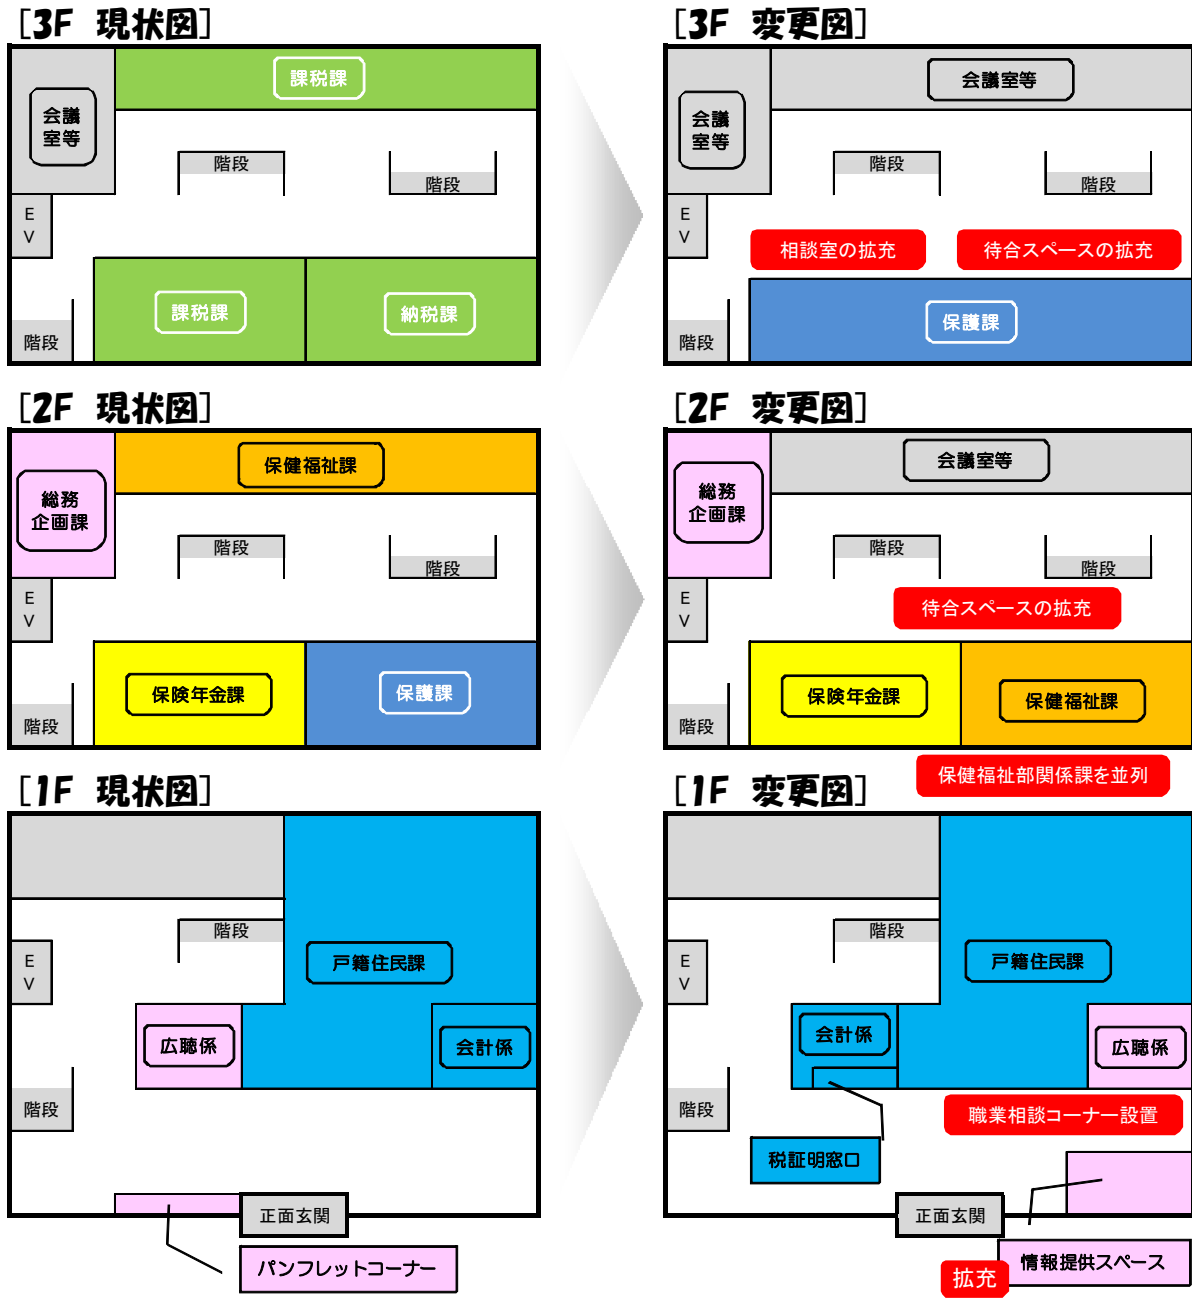 [3F 現状図]
課税課
会議
室等
階段
階段
E
V
課税課
納税課
階段
[3F 変更図]
会議室等
会議
室等
階段
階段
E
V
相談室の拡充
待合スペースの拡充
保護課
階段
[2F 現状図]
保健福祉課
総務
企画課
階段
階段
E
V
保険年金課
保護課
階段
[2F 変更図]
会議室等
総務
企画課
階段
階段
E
V
待合スペースの拡充
保険年金課
保健福祉課
階段
保健福祉部関係課を並列
[1F 現状図]
階段
E
V
戸籍住民課
広聴係
会計係
階段
正面玄関
パンフレットコーナー
[1F 変更図]
階段
E
V
戸籍住民課
会計係
広聴係
階段
職業相談コーナー設置
税証明窓口
正面玄関
情報提供スペース
拡充